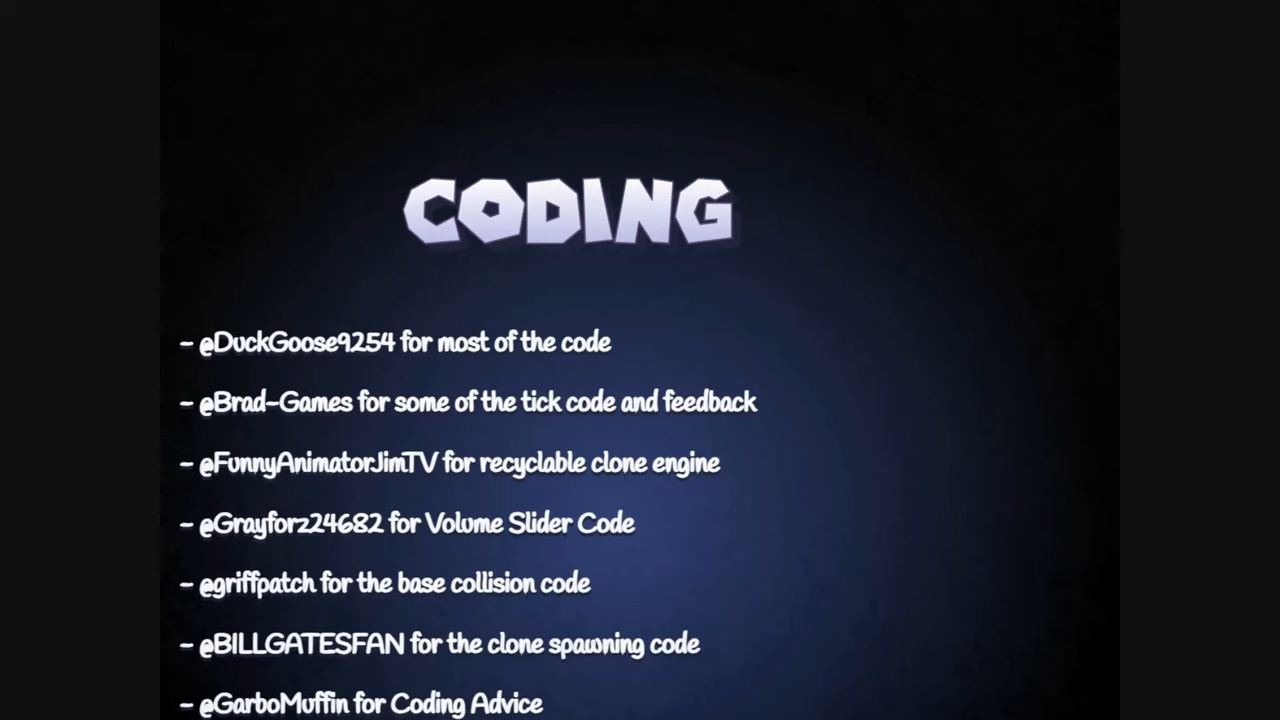 CODING
- @DuckGoose9254 for most of the code
- @Brad-Games for some of the tick code and feedback
- @FunnyAnimatorJimTV for recyclable clone engine
- @Grayforz24682 for Volume Slider Code
- @griffpatch for the base collision code
- @BILLGATESFAN for the clone spawning code
- @GarboMuffin for Coding Advice